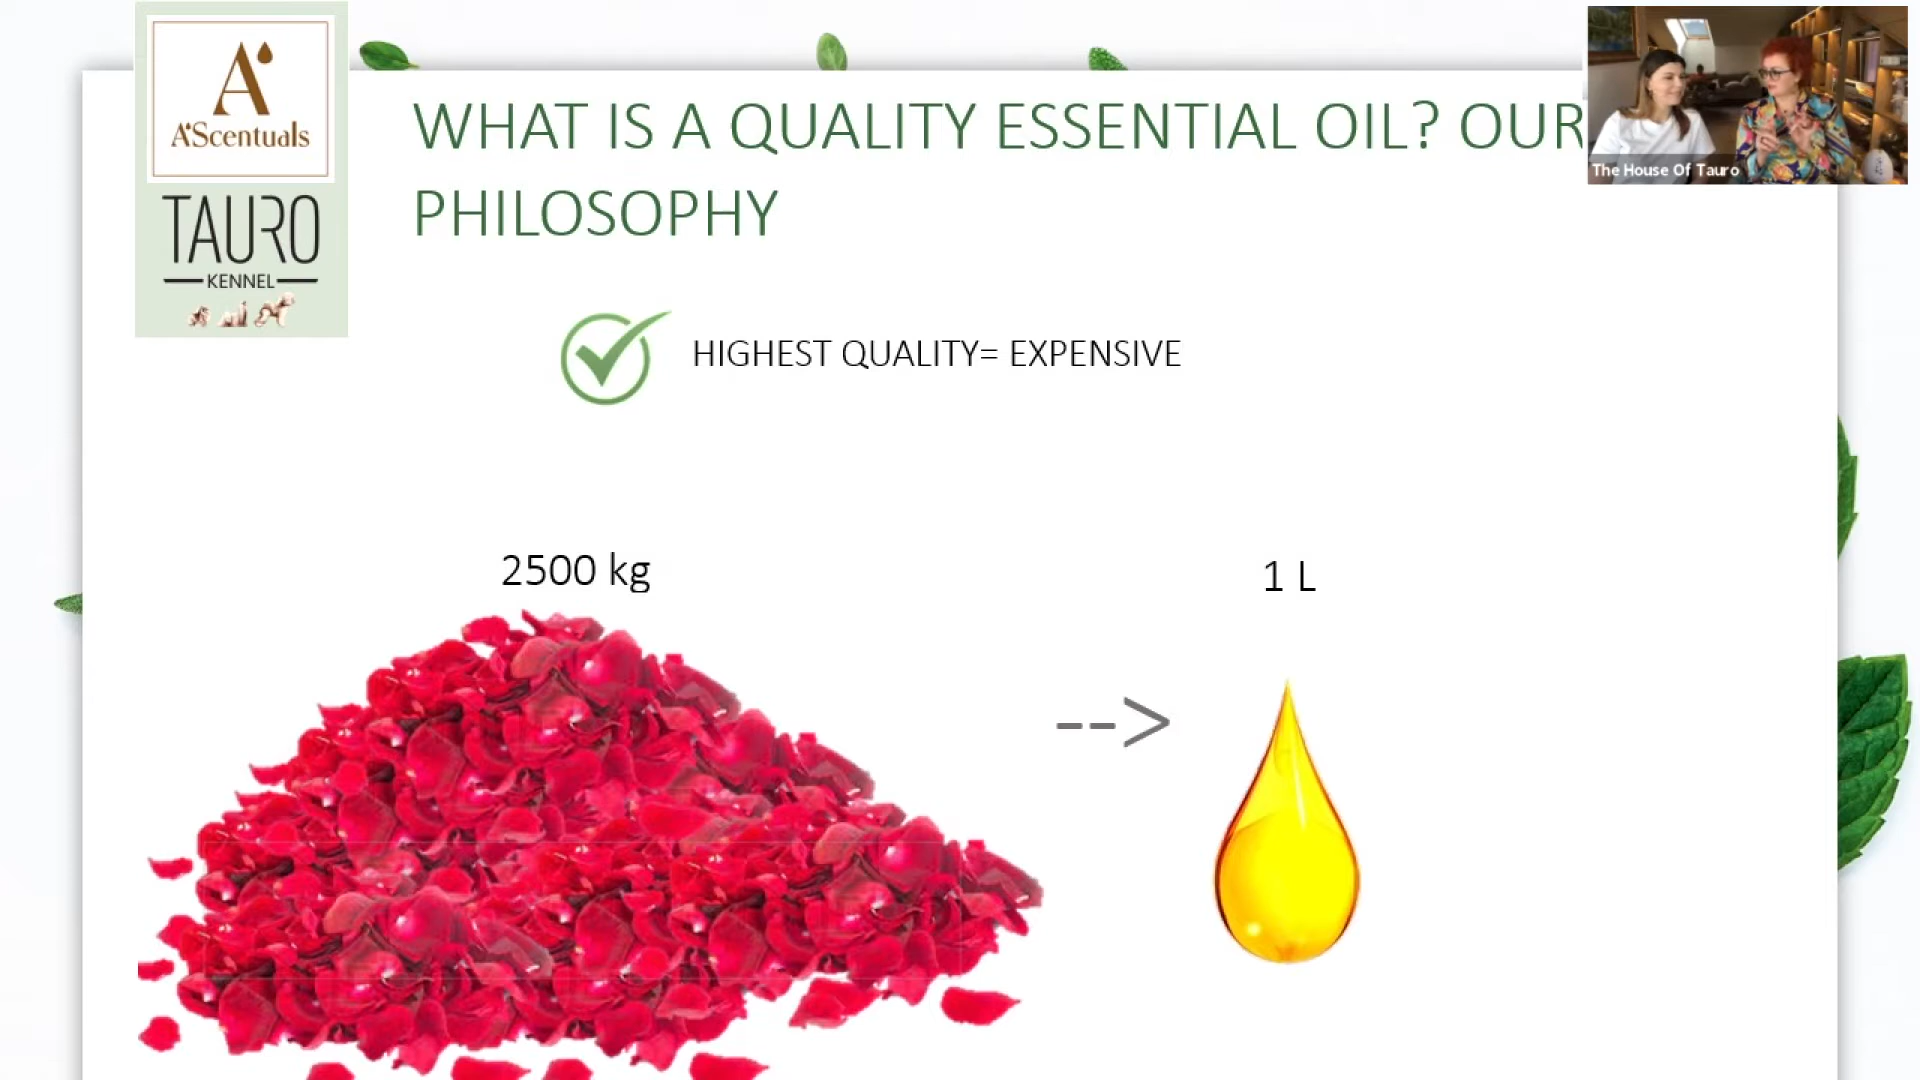 A'Scentuals
TAURO
KENNEL
WHAT IS A QUALITY ESSENTIAL OIL? OUR
PHILOSOPHY
The House Of Tauro
HIGHEST QUALITY= EXPENSIVE
2500 kg
1 L
-->